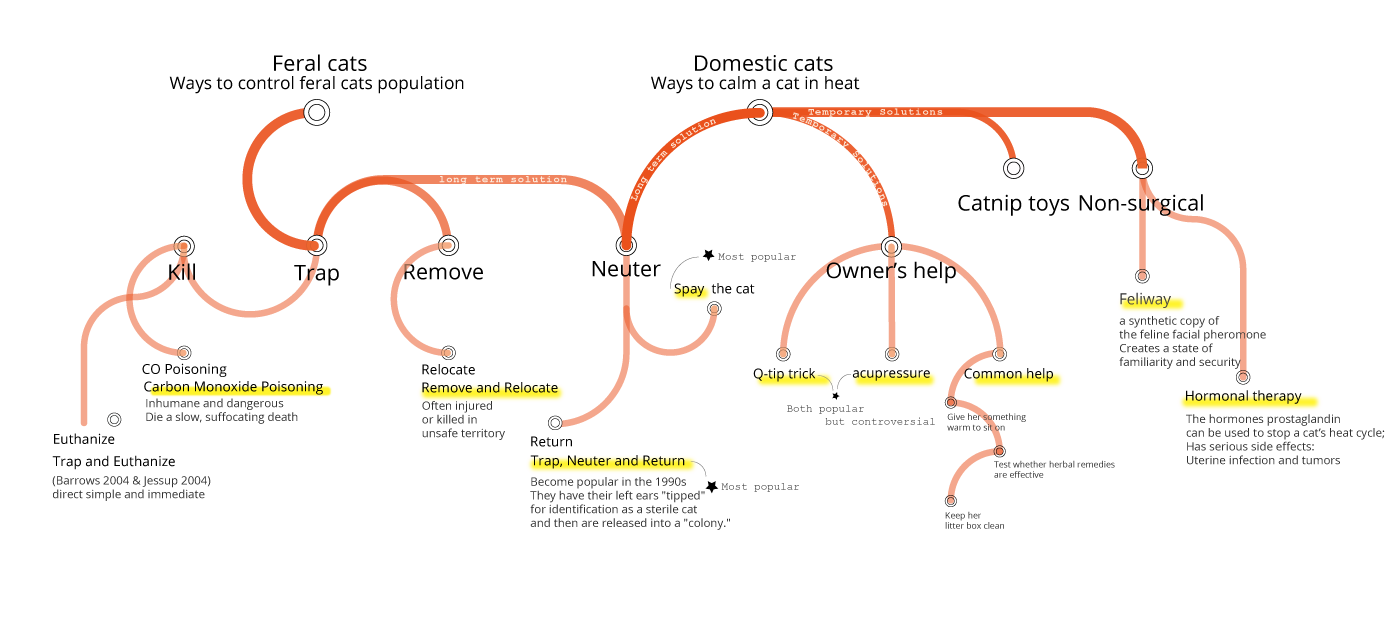 Feral cats
Ways to control feral cats population
Domestic cats
Ways to calm a cat in heat
Temporary Solutions
Temporary Solutions
Long term solution
long term solution
Catnip toys
Non-surgical
Kill
Trap
Remove
Neuter
Owner's help
Most popular
Spay the cat
Feliway
a synthetic copy of
the feline facial pheromone
Creates a state of
familiarity and security
CO Poisoning
Carbon Monoxide Poisoning
Inhumane and dangerous
Die a slow, suffocating death
Relocate
Remove and Relocate
Often injured
or killed in
unsafe territory
Q-tip trick
acupressure
Common help
Both popular
but controversial
Give her something
warm to sit on
Test whether herbal remedies
are effective
Keep her
litter box clean
Hormonal therapy
The hormones prostaglandin
can be used to stop a cat's heat cycle;
Has serious side effects:
Uterine infection and tumors
Euthanize
Trap and Euthanize
(Barrows 2004 & Jessup 2004)
direct simple and immediate
Return
Trap, Neuter and Return
Most popular
Become popular in the 1990s
They have their left ears "tipped"
for identification as a sterile cat
and then are released into a "colony."